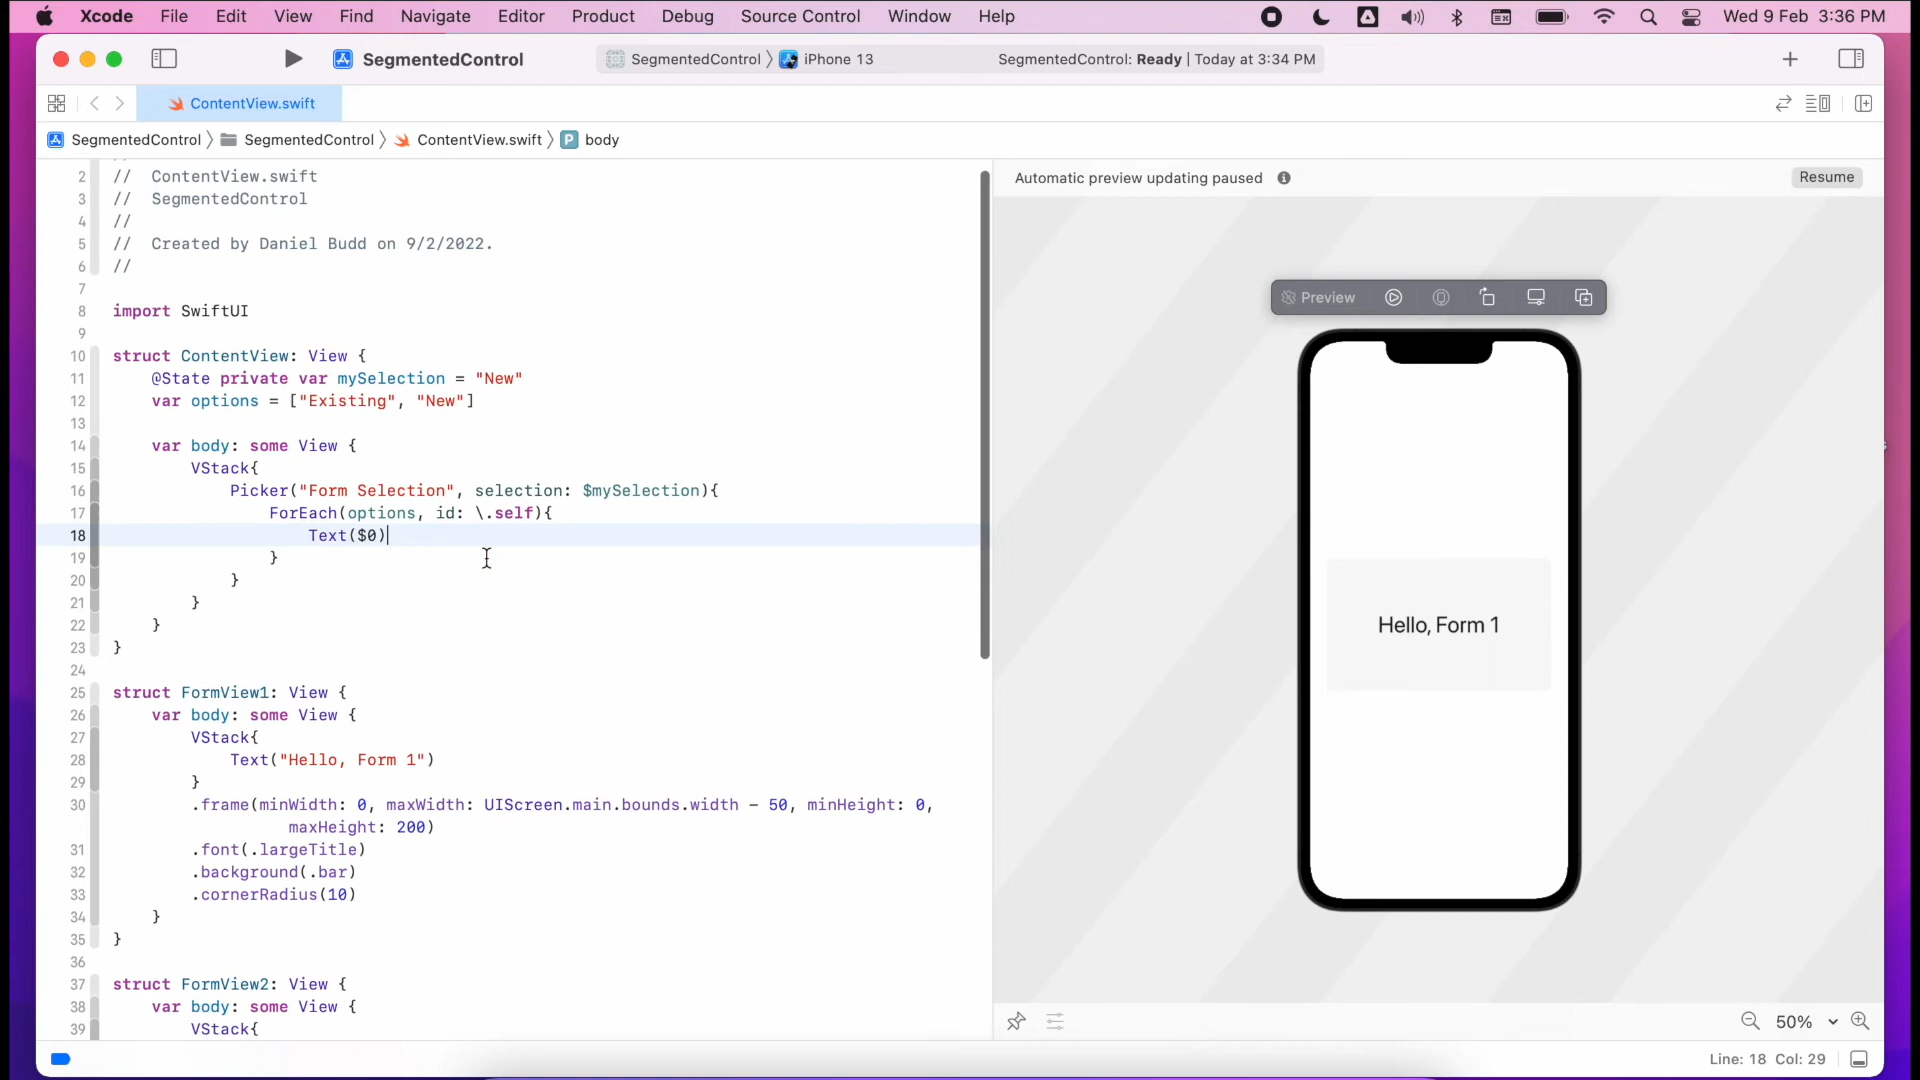 Xcode File Edit View Find Navigate Editor Product Debug Source Control Window Help Wed 9 Feb 3:36 PM
SegmentedControl SegmentedControl 〉 iPhone 13 SegmentedControl: Ready | Today at 3:34 PM
ContentView.swift
SegmentedControl 〉 SegmentedControl 〉 ContentView.swift 〉 P body
2 // ContentView.swift
3 // SegmentedControl
4 //
5 // Created by Daniel Budd on 9/2/2022.
6 //
7
8 import SwiftUI
9
10 struct ContentView: View {
11 @State private var mySelection = "New"
12 var options = ["Existing", "New"]
13
14 var body: some View {
15 VStack{
16 Picker("Form Selection", selection: $mySelection){
17 ForEach(options, id: \.self){
18 Text($0)
19 }
20 }
21 }
22 }
23 }
24
25 struct FormView1: View {
26 var body: some View {
27 VStack{
28 Text("Hello, Form 1")
29 }
30 .frame(minWidth: 0, maxWidth: UIScreen.main.bounds.width - 50, minHeight: 0,
maxHeight: 200)
31 .font(.largeTitle)
32 .background(.bar)
33 .cornerRadius(10)
34 }
35 }
36
37 struct FormView2: View {
38 var body: some View {
39 VStack{
Automatic preview updating paused Resume
Preview
Hello, Form 1
50%
Line: 18 Col: 29